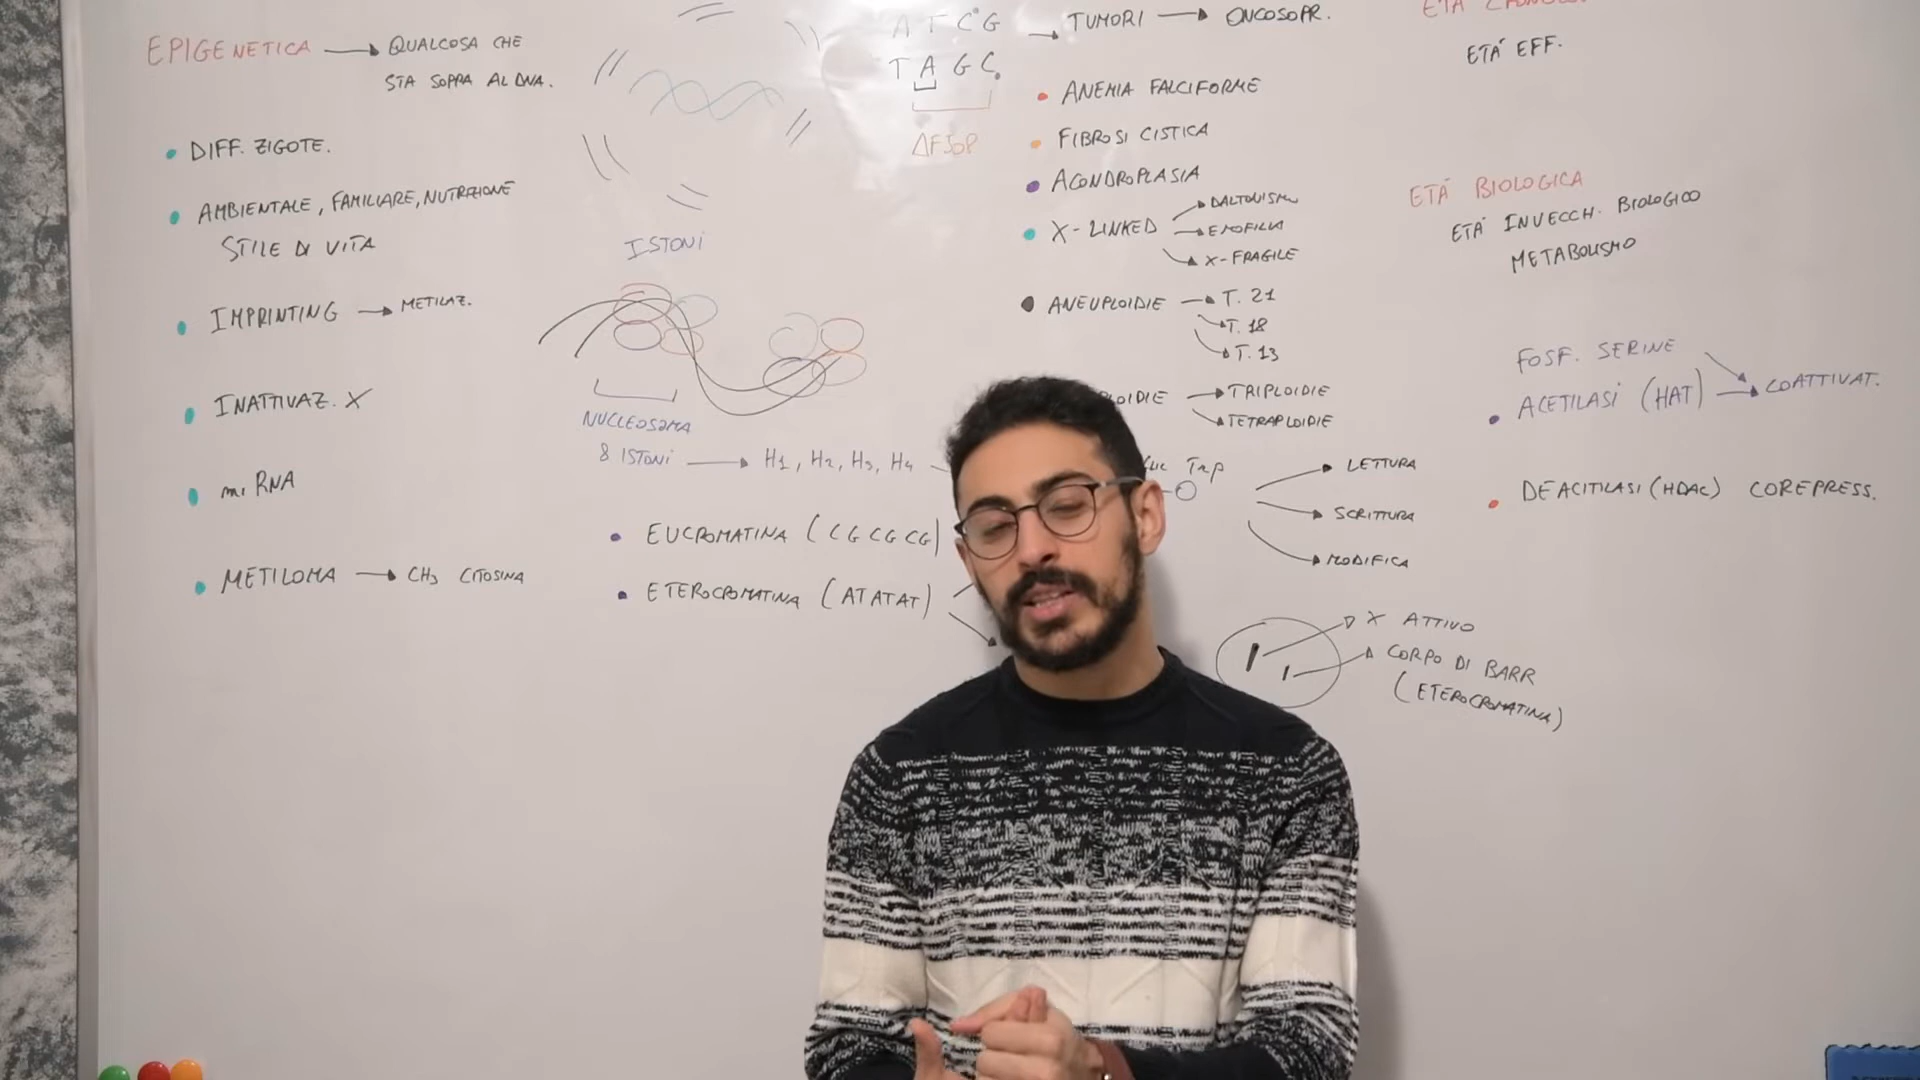 EPIGENETICA → QUALCOSA CHE
STA SOPRA AL DNA.
DIFF. ZIGOTE.
AMBIENTALE, FAMILIARE, NUTRIZIONE
STILE DI VITA
IMPRINTING → METILAZ.
INATTIVAZ. X
mi RNA
METILOMA → CH3 CITOSINA
ISTONI
NUCLEOSOMA
8 ISTONI → H1, H2, H3, H4
EUCROMATINA (CGCGCG)
ETEROCROMATINA (ATATAT)
A T C G
T A G C
ΔF508
→ TUMORI → ONCOSOPR.
ANEMIA FALCIFORME
FIBROSI CISTICA
ACONDROPLASIA
X-LINKED → DALTONISMO
→ EMOFILIA
→ X-FRAGILE
ANEUPLOIDIE → T. 21
T. 18
T. 13
PLOIDIE → TRIPLOIDIE
TETRAPLOIDIE
Trp
LETTURA
SCRITTURA
MODIFICA
X ATTIVO
CORPO DI BARR
(ETEROCROMATINA)
ETÀ EFF.
ETÀ BIOLOGICA
ETÀ INVECCH. BIOLOGICO
METABOLISMO
FOSF. SERINE
ACETILASI (HAT) → COATTIVAT.
DEACITILASI (HDAC) COREPRESS.